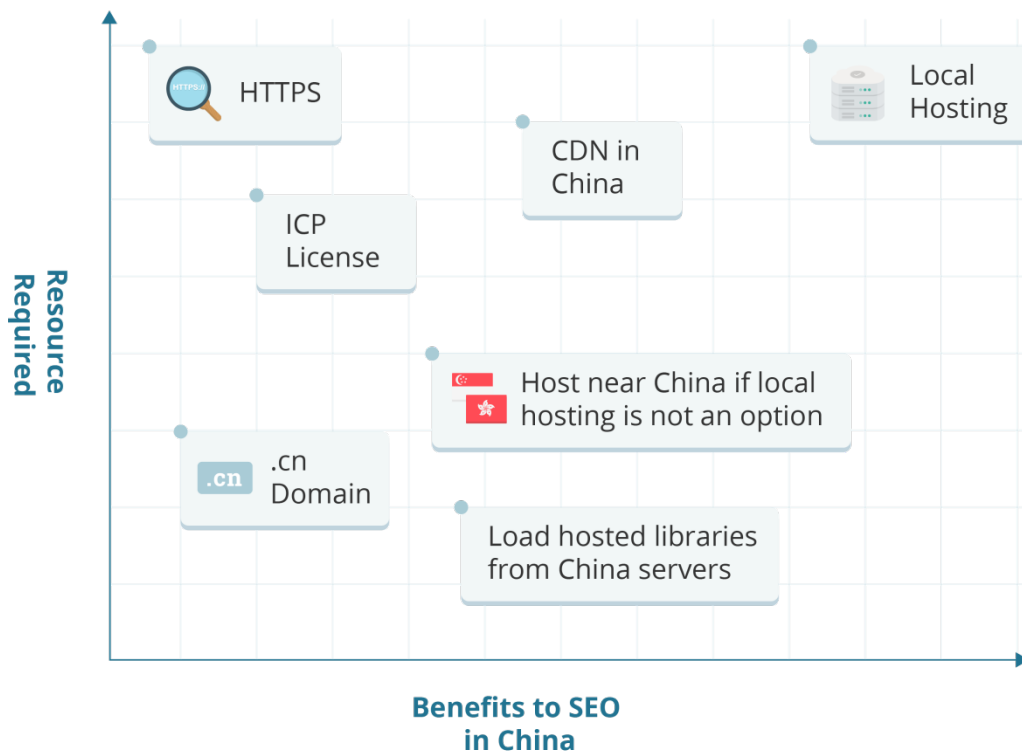 HTTPS://
HTTPS
Local
Hosting
CDN in
China
ICP
License
Resource
Required
Host near China if local
hosting is not an option
.cn
.cn
Domain
Load hosted libraries
from China servers
Benefits to SEO
in China